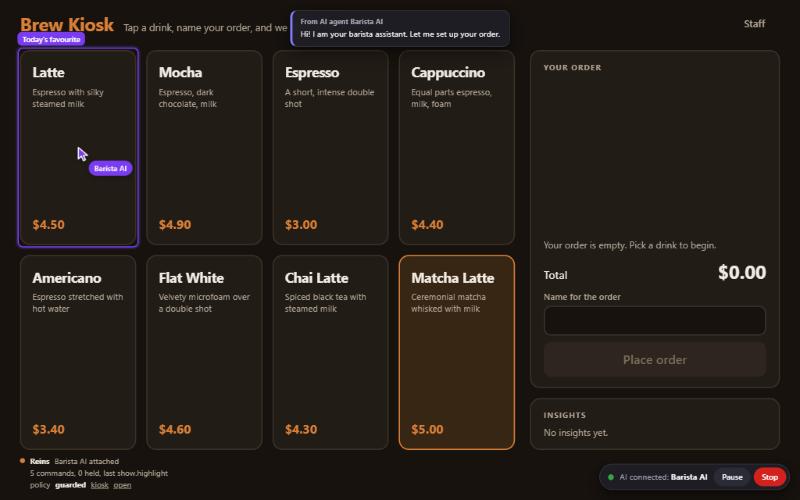 Brew Kiosk
Tap a drink, name your order, and we
From AI agent Barista AI
Hi! I am your barista assistant. Let me set up your order.
Staff
Today's favourite
Latte
Espresso with silky
steamed milk
Barista AI
$4.50
Mocha
Espresso, dark
chocolate, milk
$4.90
Espresso
A short, intense double
shot
$3.00
Cappuccino
Equal parts espresso,
milk, foam
$4.40
Americano
Espresso stretched with
hot water
$3.40
Flat White
Velvety microfoam over
a double shot
$4.60
Chai Latte
Spiced black tea with
steamed milk
$4.30
Matcha Latte
Ceremonial matcha
whisked with milk
$5.00
YOUR ORDER
Your order is empty. Pick a drink to begin.
Total $0.00
Name for the order
Place order
INSIGHTS
No insights yet.
Reins Barista AI attached
5 commands, 0 held, last show.highlight
policy guarded kiosk open
AI connected: Barista AI Pause Stop